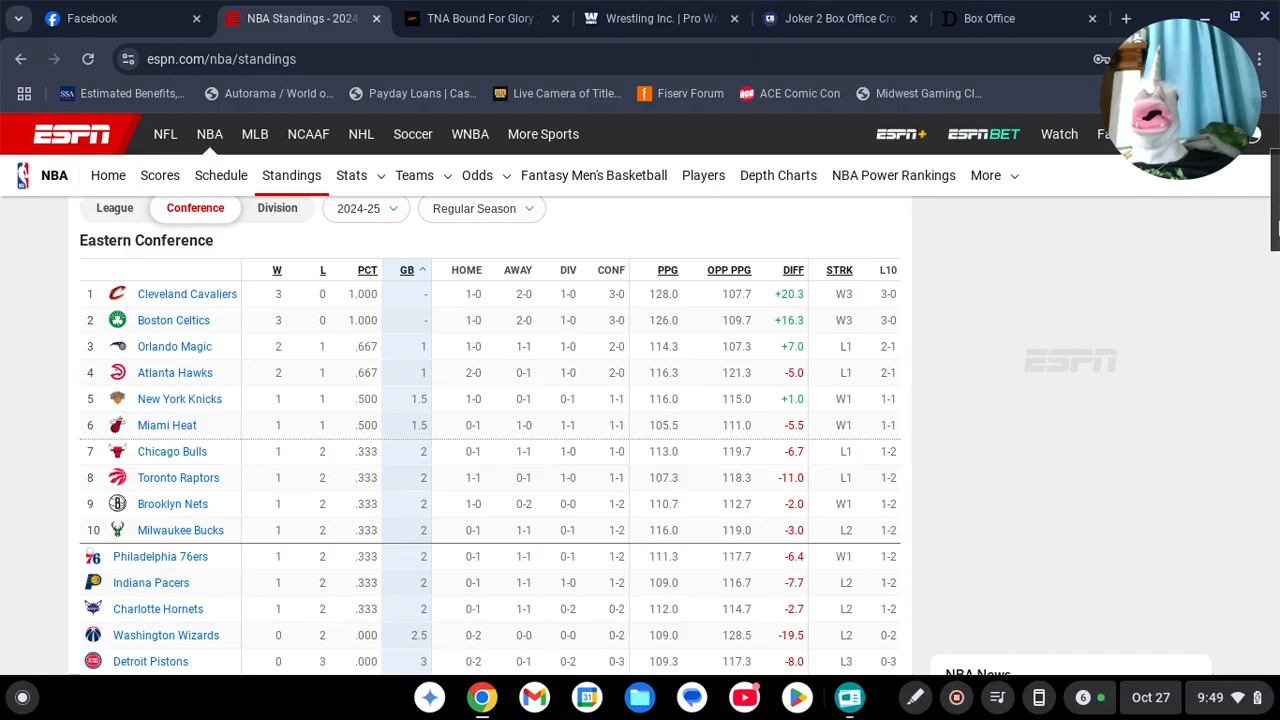 Facebook
NBA Standings - 2024
TNA Bound For Glory
Wrestling Inc. | Pro Wr
Joker 2 Box Office Cro
Box Office
espn.com/nba/standings
Estimated Benefits,...
Autorama / World o...
Payday Loans | Cas...
Live Camera of Title...
Fiserv Forum
ACE Comic Con
Midwest Gaming Cl...
ESPN NFL NBA MLB NCAAF NHL Soccer WNBA More Sports ESPN+ ESPN BET Watch
NBA Home Scores Schedule Standings Stats Teams Odds Fantasy Men's Basketball Players Depth Charts NBA Power Rankings More
League Conference Division 2024-25 Regular Season
Eastern Conference
W L PCT GB HOME AWAY DIV CONF PPG OPP PPG DIFF STRK L10
1 Cleveland Cavaliers 3 0 1.000 - 1-0 2-0 1-0 3-0 128.0 107.7 +20.3 W3 3-0
2 Boston Celtics 3 0 1.000 - 1-0 2-0 1-0 3-0 126.0 109.7 +16.3 W3 3-0
3 Orlando Magic 2 1 .667 1 1-0 1-1 1-0 2-0 114.3 107.3 +7.0 L1 2-1
4 Atlanta Hawks 2 1 .667 1 2-0 0-1 1-0 2-0 116.3 121.3 -5.0 L1 2-1
5 New York Knicks 1 1 .500 1.5 1-0 0-1 0-1 1-1 116.0 115.0 +1.0 W1 1-1
6 Miami Heat 1 1 .500 1.5 0-1 1-0 1-1 1-1 105.5 111.0 -5.5 W1 1-1
7 Chicago Bulls 1 2 .333 2 0-1 1-1 1-0 1-0 113.0 119.7 -6.7 L1 1-2
8 Toronto Raptors 1 2 .333 2 1-1 0-1 1-0 1-1 107.3 118.3 -11.0 L1 1-2
9 Brooklyn Nets 1 2 .333 2 1-0 0-2 0-0 1-2 110.7 112.7 -2.0 W1 1-2
10 Milwaukee Bucks 1 2 .333 2 0-1 1-1 0-1 1-2 116.0 119.0 -3.0 L2 1-2
Philadelphia 76ers 1 2 .333 2 0-1 1-1 0-1 1-2 111.3 117.7 -6.4 W1 1-2
Indiana Pacers 1 2 .333 2 0-1 1-1 1-0 1-2 109.0 116.7 -7.7 L2 1-2
Charlotte Hornets 1 2 .333 2 0-1 1-1 0-2 0-2 112.0 114.7 -2.7 L2 1-2
Washington Wizards 0 2 .000 2.5 0-2 0-0 0-0 0-2 109.0 128.5 -19.5 L2 0-2
Detroit Pistons 0 3 .000 3 0-2 0-1 0-2 0-3 109.3 117.3 -8.0 L3 0-3
ESPN
NBA News
6 Oct 27 9:49